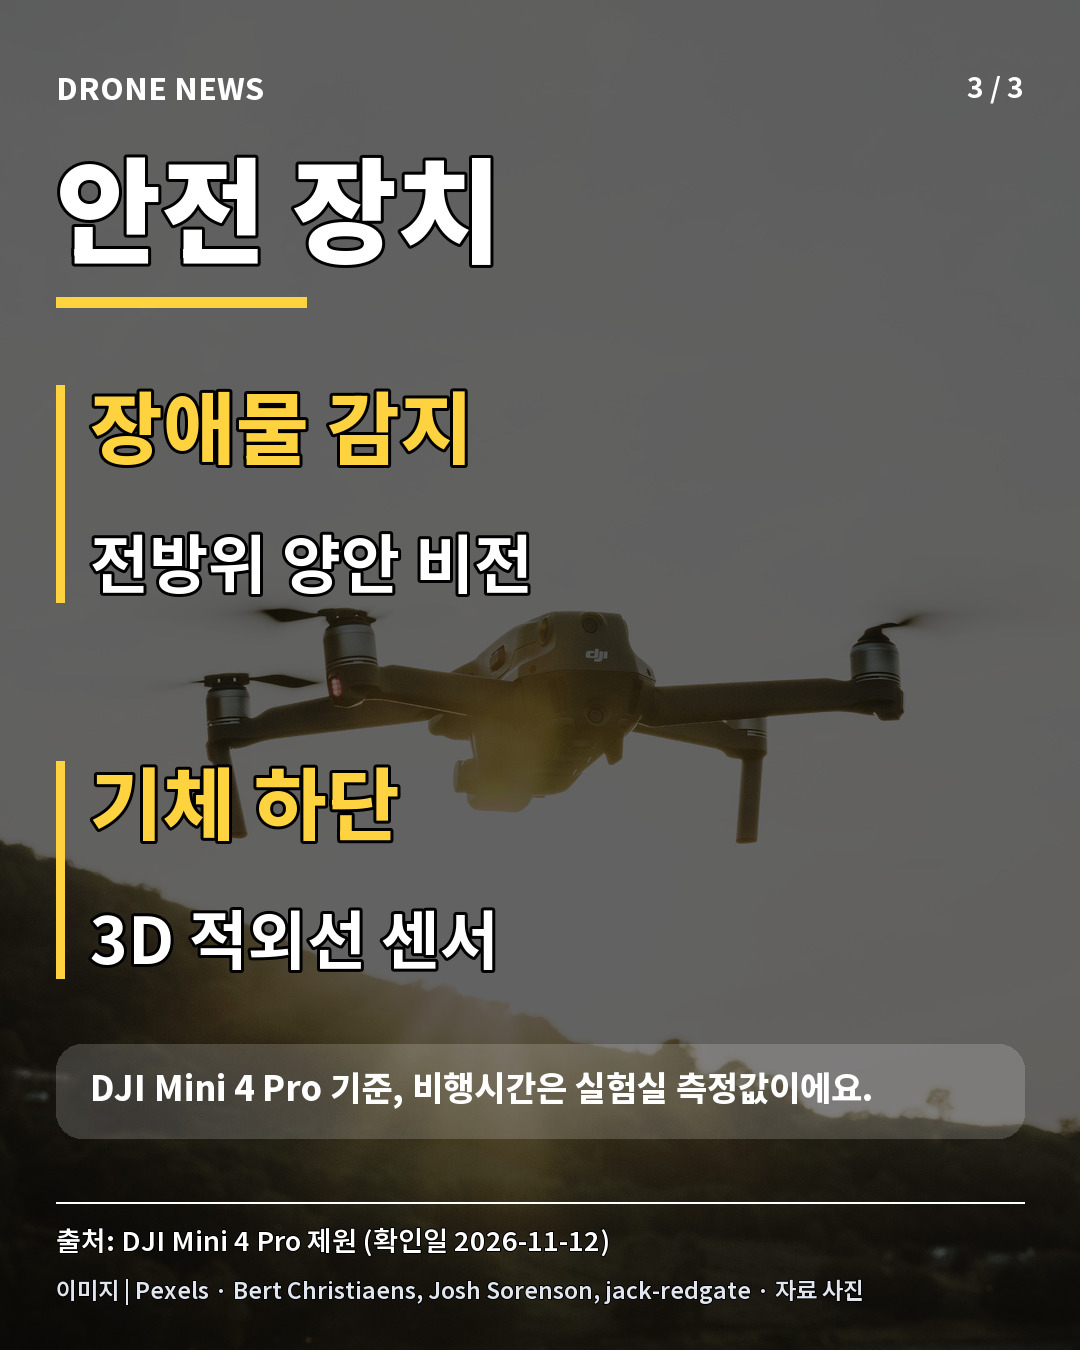 DRONE NEWS
3 / 3
안전 장치
장애물 감지
전방위 양안 비전
dji
기체 하단
3D 적외선 센서
DJI Mini 4 Pro 기준, 비행시간은 실험실 측정값이에요.
출처: DJI Mini 4 Pro 제원 (확인일 2026-11-12)
이미지 | Pexels · Bert Christiaens, Josh Sorenson, jack-redgate · 자료 사진